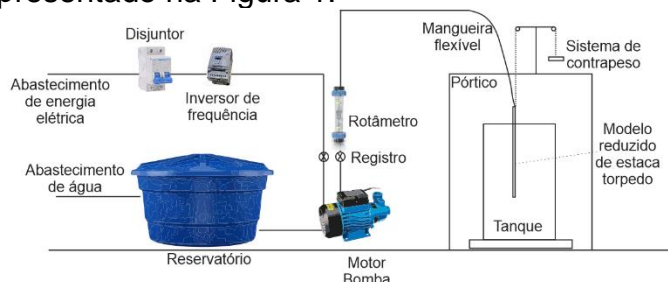 presentado na Figura 1.
Disjuntor
Abastecimento
de energia
elétrica
Inversor de
frequência
Rotâmetro
Mangueira
flexível
Sistema de
contrapeso
Pórtico
Abastecimento
de água
Registro
Modelo
reduzido
de estaca
torpedo
Tanque
Reservatório
Motor
Bomba